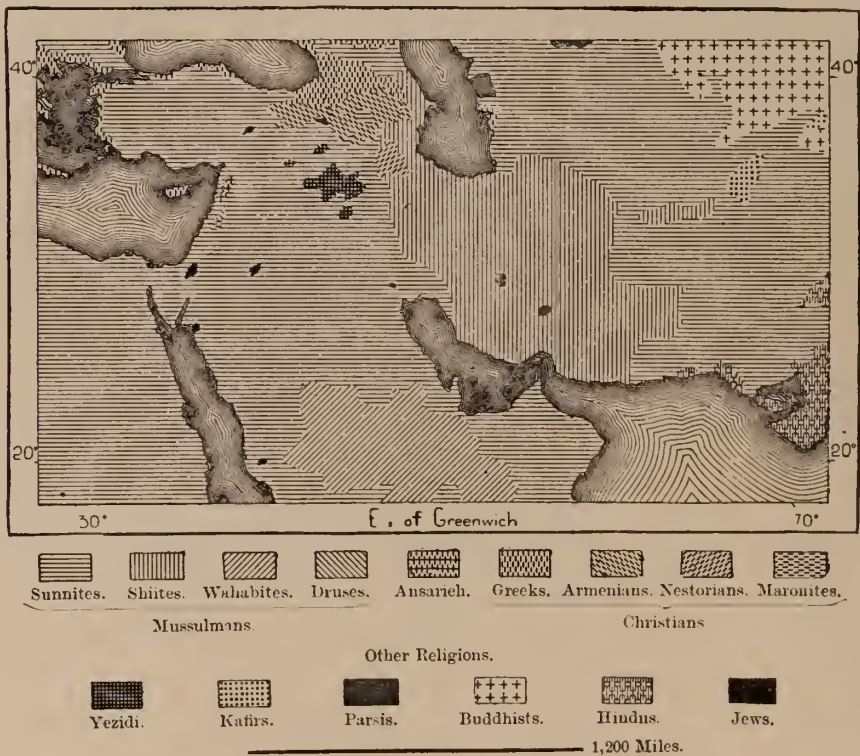 40° 40°
20° 20°
30° E. of Greenwich 70°
Sunnites. Shiites. Wahabites. Druses. Ansarieh. Greeks. Armenians. Nestorians. Maronites.
Mussulmans. Christians
Other Religions.
Yezidi. Kafirs. Parsis. Buddhists. Hindus. Jews.
1,200 Miles.